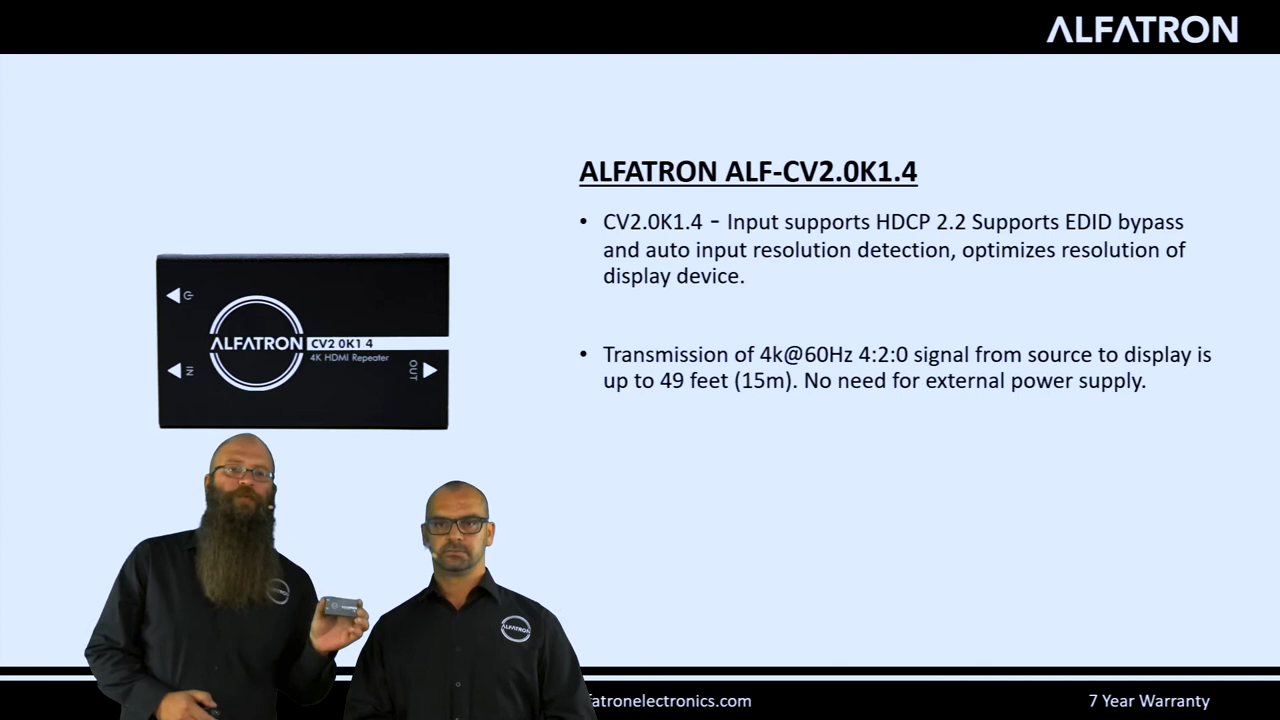 ALFATRON
ALFATRON ALF-CV2.0K1.4
• CV2.0K1.4 – Input supports HDCP 2.2 Supports EDID bypass
and auto input resolution detection, optimizes resolution of
display device.
• Transmission of 4k@60Hz 4:2:0 signal from source to display is
up to 49 feet (15m). No need for external power supply.
ALFATRON CV2 0K1 4
4K HDMI Repeater
IN
OUT
ALFATRON
fatronelectronics.com
7 Year Warranty